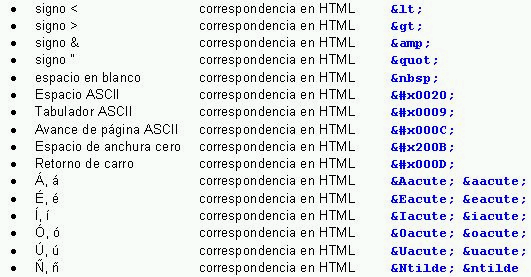 • signo < correspondencia en HTML &lt;
• signo > correspondencia en HTML &gt;
• signo & correspondencia en HTML &amp;
• signo " correspondencia en HTML &quot;
• espacio en blanco correspondencia en HTML &nbsp;
• Espacio ASCII correspondencia en HTML &#x0020;
• Tabulador ASCII correspondencia en HTML &#x0009;
• Avance de página ASCII correspondencia en HTML &#x000C;
• Espacio de anchura cero correspondencia en HTML &#x200B;
• Retorno de carro correspondencia en HTML &#x000D;
• Á, á correspondencia en HTML &Aacute; &aacute;
• É, é correspondencia en HTML &Eacute; &eacute;
• Í, í correspondencia en HTML &Iacute; &iacute;
• Ó, ó correspondencia en HTML &Oacute; &oacute;
• Ú, ú correspondencia en HTML &Uacute; &uacute;
• Ñ, ñ correspondencia en HTML &Ntilde; &ntilde